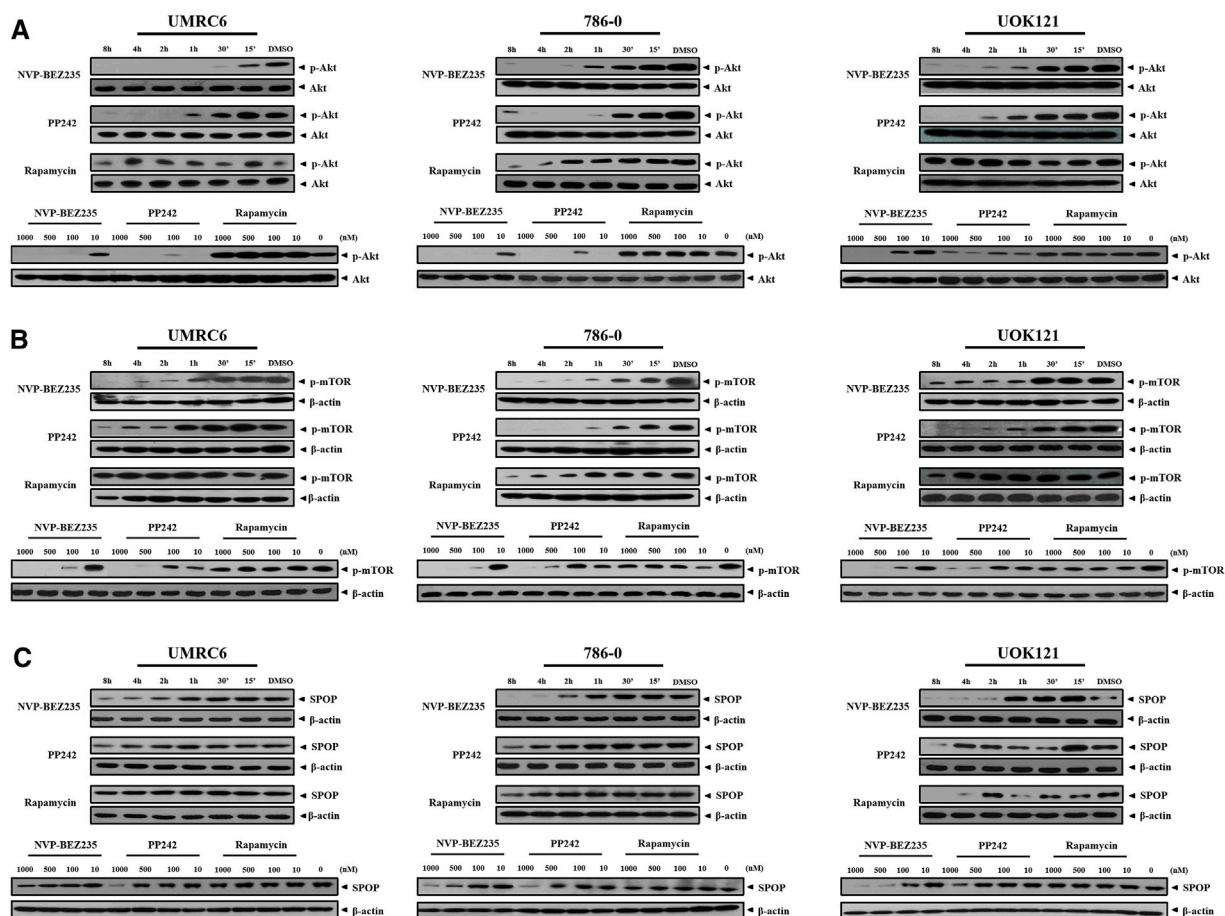 A
UMRC6 786-0 UOK121
8h 4h 2h 1h 30' 15' DMSO 8h 4h 2h 1h 30' 15' DMSO 8h 4h 2h 1h 30' 15' DMSO
NVP-BEZ235 p-Akt NVP-BEZ235 p-Akt NVP-BEZ235 p-Akt
Akt Akt Akt
PP242 p-Akt PP242 p-Akt PP242 p-Akt
Akt Akt Akt
Rapamycin p-Akt Rapamycin p-Akt Rapamycin p-Akt
Akt Akt Akt
NVP-BEZ235 PP242 Rapamycin NVP-BEZ235 PP242 Rapamycin NVP-BEZ235 PP242 Rapamycin
1000 500 100 10 1000 500 100 10 1000 500 100 10 0 (nM) 1000 500 100 10 1000 500 100 10 1000 500 100 10 0 (nM) 1000 500 100 10 1000 500 100 10 1000 500 100 10 0 (nM)
p-Akt p-Akt p-Akt
Akt Akt Akt
B
UMRC6 786-0 UOK121
8h 4h 2h 1h 30' 15' DMSO 8h 4h 2h 1h 30' 15' DMSO 8h 4h 2h 1h 30' 15' DMSO
NVP-BEZ235 p-mTOR NVP-BEZ235 p-mTOR NVP-BEZ235 p-mTOR
β-actin β-actin β-actin
PP242 p-mTOR PP242 p-mTOR PP242 p-mTOR
β-actin β-actin β-actin
Rapamycin p-mTOR Rapamycin p-mTOR Rapamycin p-mTOR
β-actin β-actin β-actin
NVP-BEZ235 PP242 Rapamycin NVP-BEZ235 PP242 Rapamycin NVP-BEZ235 PP242 Rapamycin
1000 500 100 10 1000 500 100 10 1000 500 100 10 0 (nM) 1000 500 100 10 1000 500 100 10 1000 500 100 10 0 (nM) 1000 500 100 10 1000 500 100 10 1000 500 100 10 0 (nM)
p-mTOR p-mTOR p-mTOR
β-actin β-actin β-actin
C
UMRC6 786-0 UOK121
8h 4h 2h 1h 30' 15' DMSO 8h 4h 2h 1h 30' 15' DMSO 8h 4h 2h 1h 30' 15' DMSO
NVP-BEZ235 SPOP NVP-BEZ235 SPOP NVP-BEZ235 SPOP
β-actin β-actin β-actin
PP242 SPOP PP242 SPOP PP242 SPOP
β-actin β-actin β-actin
Rapamycin SPOP Rapamycin SPOP Rapamycin SPOP
β-actin β-actin β-actin
NVP-BEZ235 PP242 Rapamycin NVP-BEZ235 PP242 Rapamycin NVP-BEZ235 PP242 Rapamycin
1000 500 100 10 1000 500 100 10 1000 500 100 10 0 (nM) 1000 500 100 10 1000 500 100 10 1000 500 100 10 0 (nM) 1000 500 100 10 1000 500 100 10 1000 500 100 10 0 (nM)
SPOP SPOP SPOP
β-actin β-actin β-actin